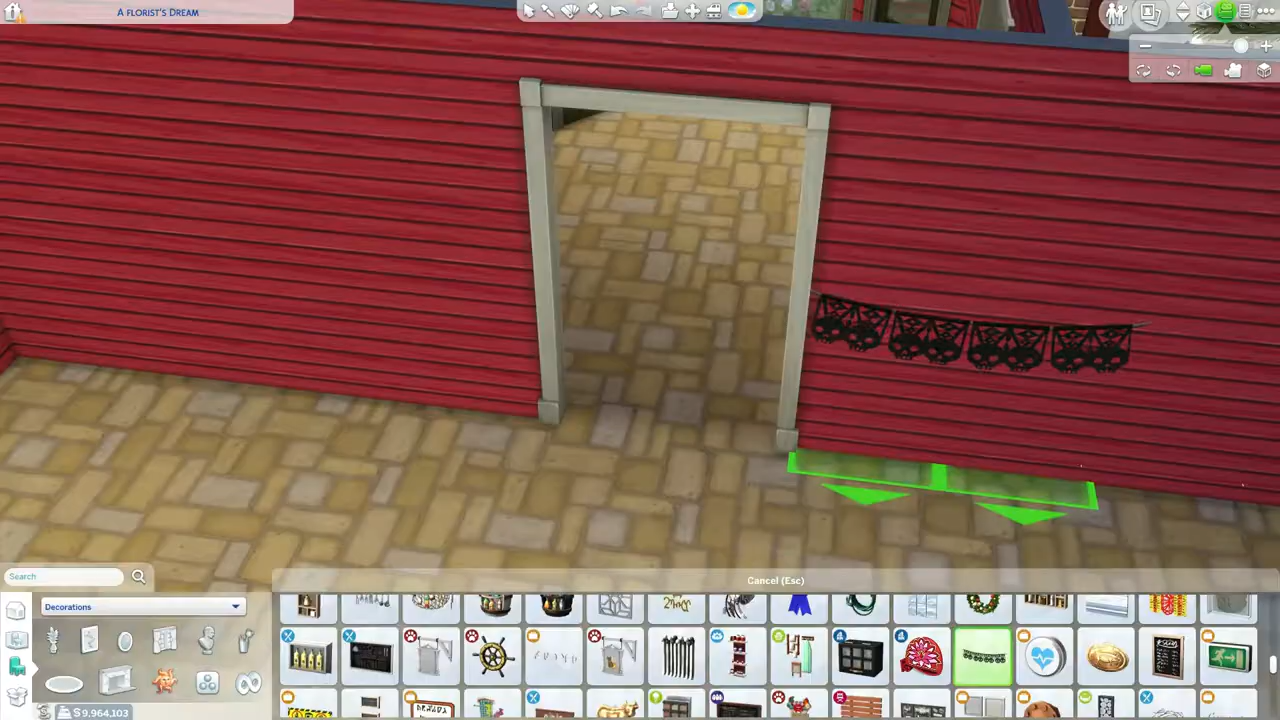 A FLORIST'S DREAM
Cancel (Esc)
Search
Decorations
$9,964,103